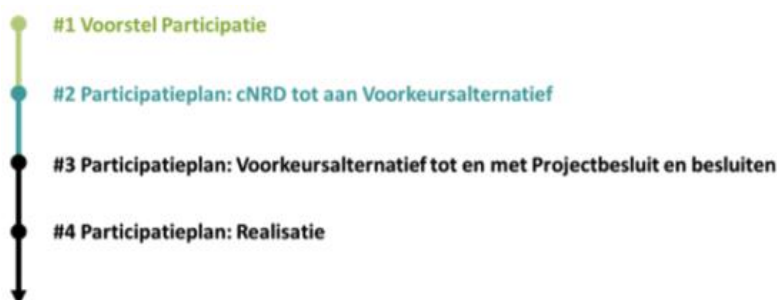 #1 Voorstel Participatie
#2 Participatieplan: cNRD tot aan Voorkeursalternatief
#3 Participatieplan: Voorkeursalternatief tot en met Projectbesluit en besluiten
#4 Participatieplan: Realisatie